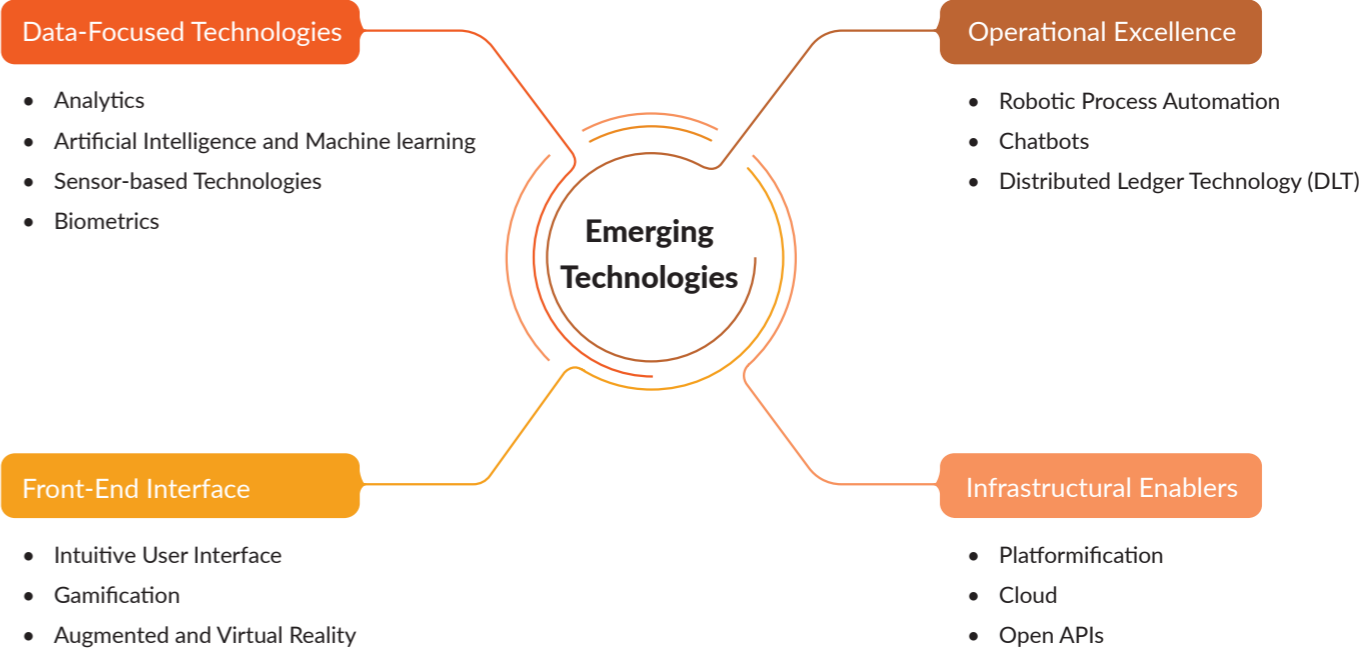 Data-Focused Technologies
• Analytics
• Artificial Intelligence and Machine learning
• Sensor-based Technologies
• Biometrics
Operational Excellence
• Robotic Process Automation
• Chatbots
• Distributed Ledger Technology (DLT)
Emerging
Technologies
Front-End Interface
• Intuitive User Interface
• Gamification
• Augmented and Virtual Reality
Infrastructural Enablers
• Platformification
• Cloud
• Open APIs